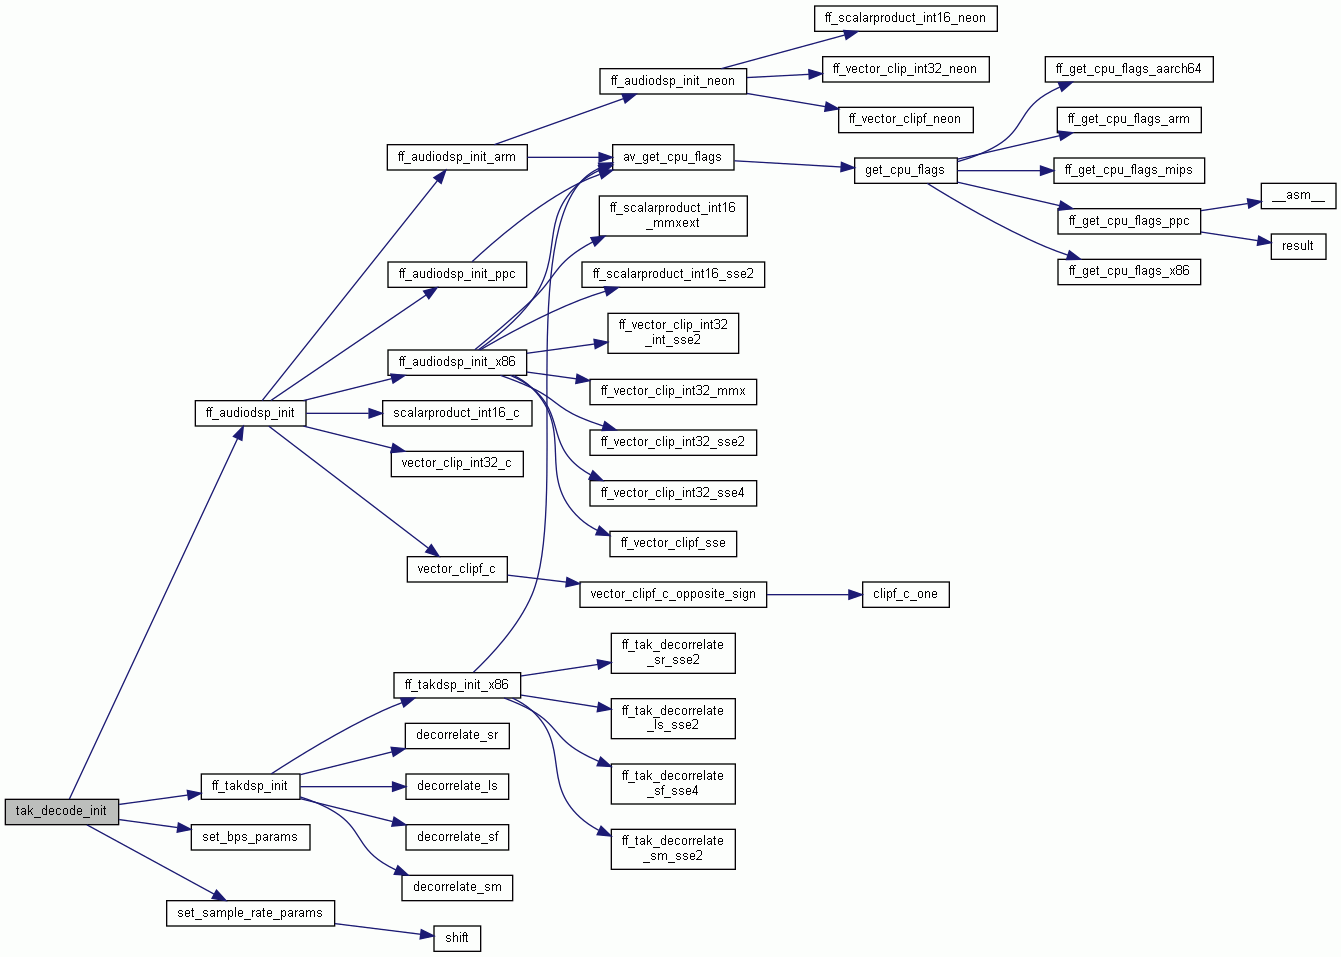 ff_scalarproduct_int16_neon
ff_vector_clip_int32_neon
ff_audiodsp_init_neon
ff_vector_clipf_neon
ff_get_cpu_flags_aarch64
ff_get_cpu_flags_arm
ff_audiodsp_init_arm
av_get_cpu_flags
get_cpu_flags
ff_get_cpu_flags_mips
ff_get_cpu_flags_ppc
__asm__
result
ff_get_cpu_flags_x86
ff_scalarproduct_int16
_mmxext
ff_audiodsp_init_ppc
ff_scalarproduct_int16_sse2
ff_vector_clip_int32
_int_sse2
ff_audiodsp_init_x86
ff_vector_clip_int32_mmx
ff_audiodsp_init
scalarproduct_int16_c
ff_vector_clip_int32_sse2
vector_clip_int32_c
ff_vector_clip_int32_sse4
ff_vector_clipf_sse
vector_clipf_c
vector_clipf_c_opposite_sign
clipf_c_one
ff_tak_decorrelate
_sr_sse2
ff_takdsp_init_x86
ff_tak_decorrelate
_ls_sse2
decorrelate_sr
ff_takdsp_init
decorrelate_ls
ff_tak_decorrelate
_sf_sse4
tak_decode_init
set_bps_params
decorrelate_sf
ff_tak_decorrelate
_sm_sse2
decorrelate_sm
set_sample_rate_params
shift